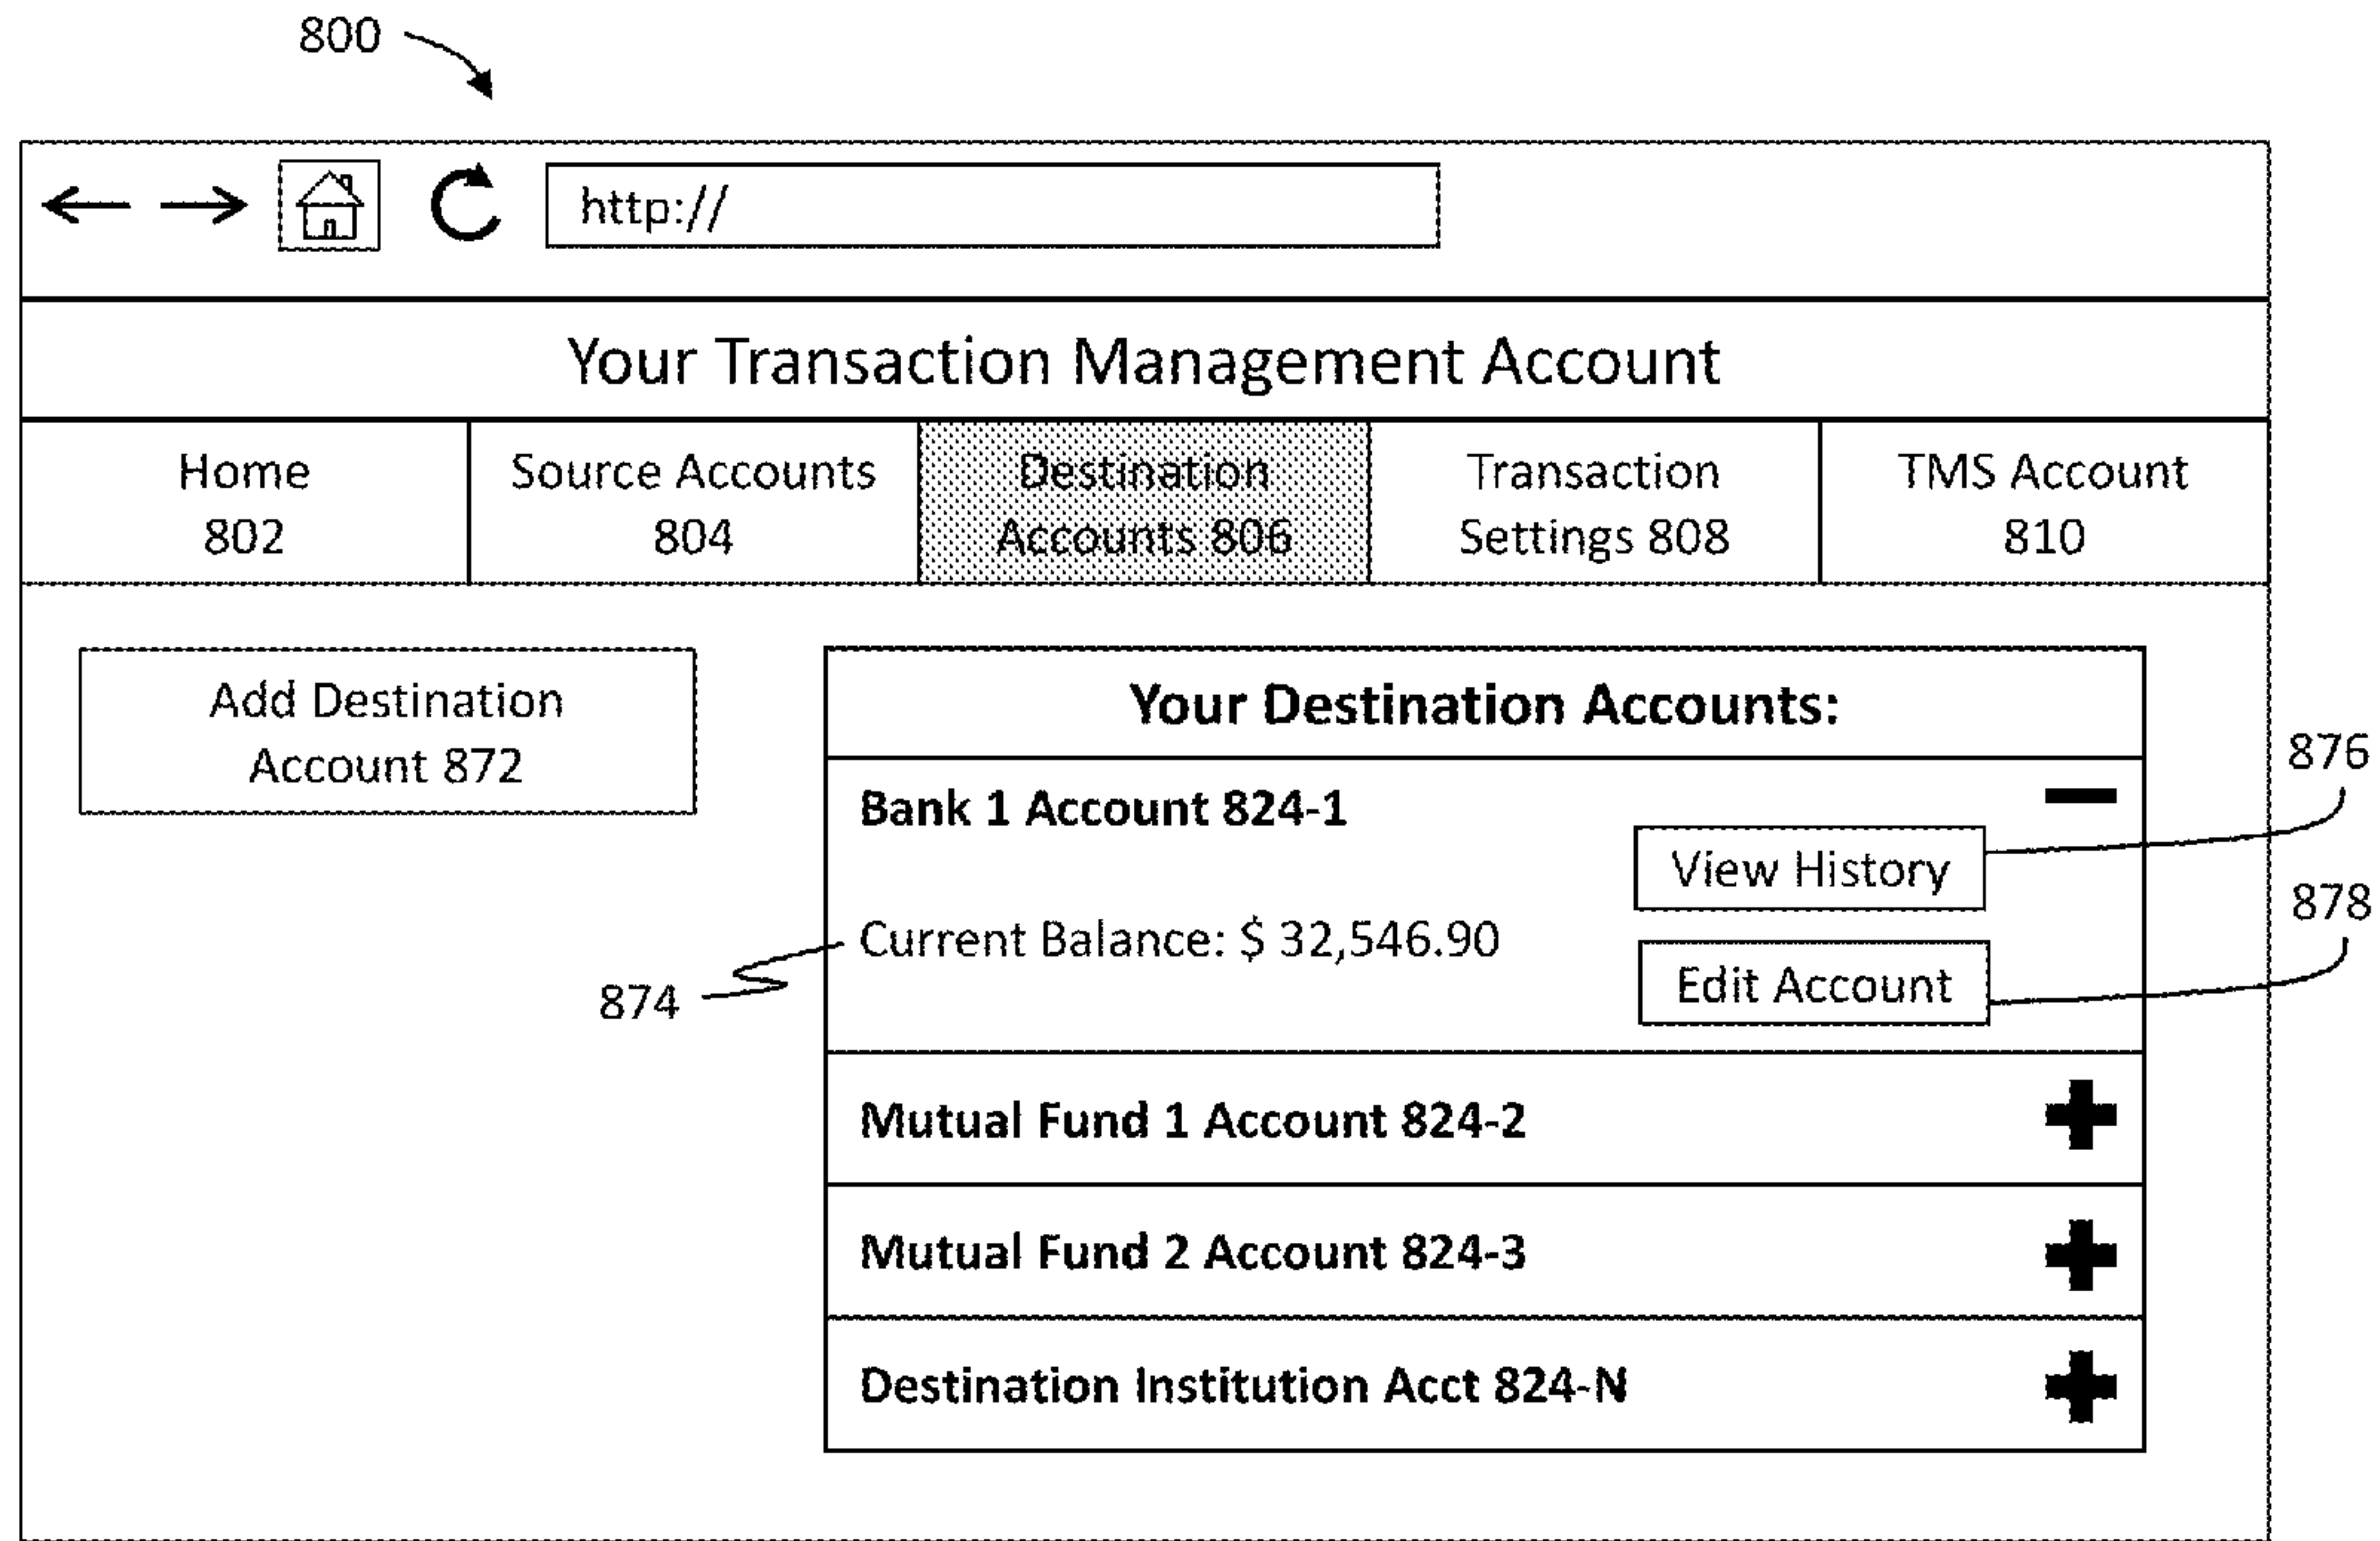 800
http://
Your Transaction Management Account
Home
802
Source Accounts
804
Destination
Accounts 806
Transaction
Settings 808
TMS Account
810
Add Destination
Account 872
Your Destination Accounts:
876
Bank 1 Account 824-1
View History
878
Current Balance: $ 32,546.90
Edit Account
874
Mutual Fund 1 Account 824-2
Mutual Fund 2 Account 824-3
Destination Institution Acct 824-N